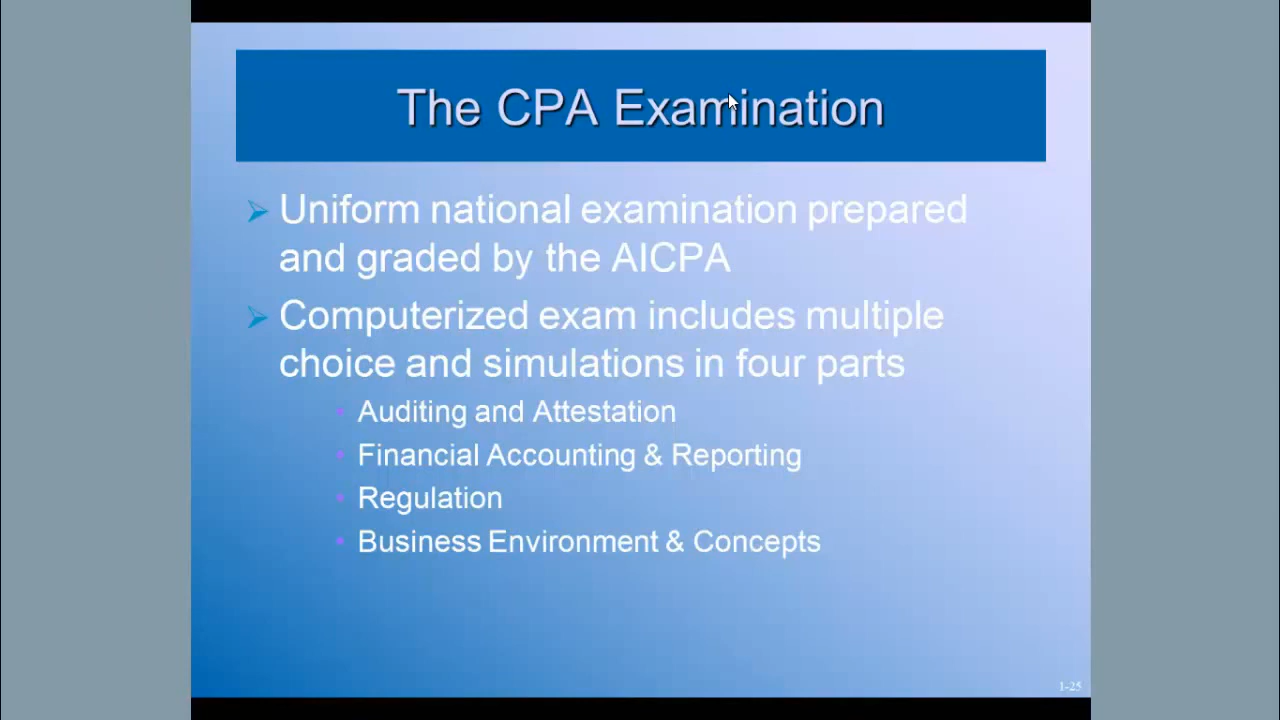 The CPA Examination
Uniform national examination prepared
and graded by the AICPA
Computerized exam includes multiple
choice and simulations in four parts
Auditing and Attestation
Financial Accounting & Reporting
Regulation
Business Environment & Concepts
1-25